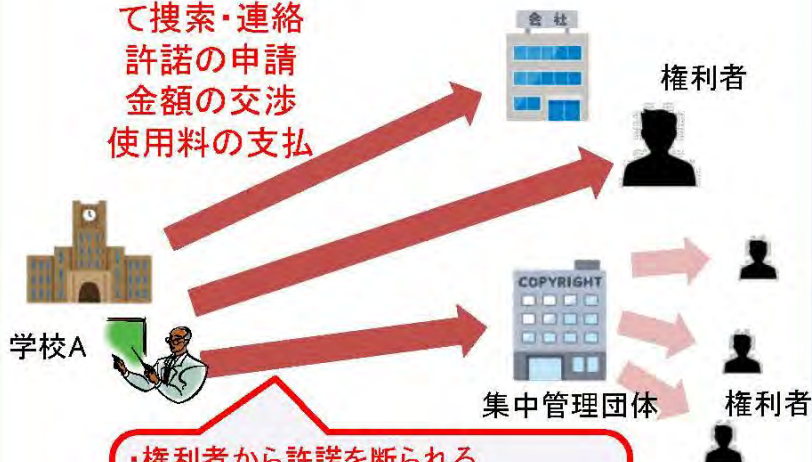 て捜索・連絡
許諾の申請
金額の交渉
使用料の支払
会社
権利者
COPYRIGHT
学校A
集中管理団体
権利者
・権利者から許諾を断られる